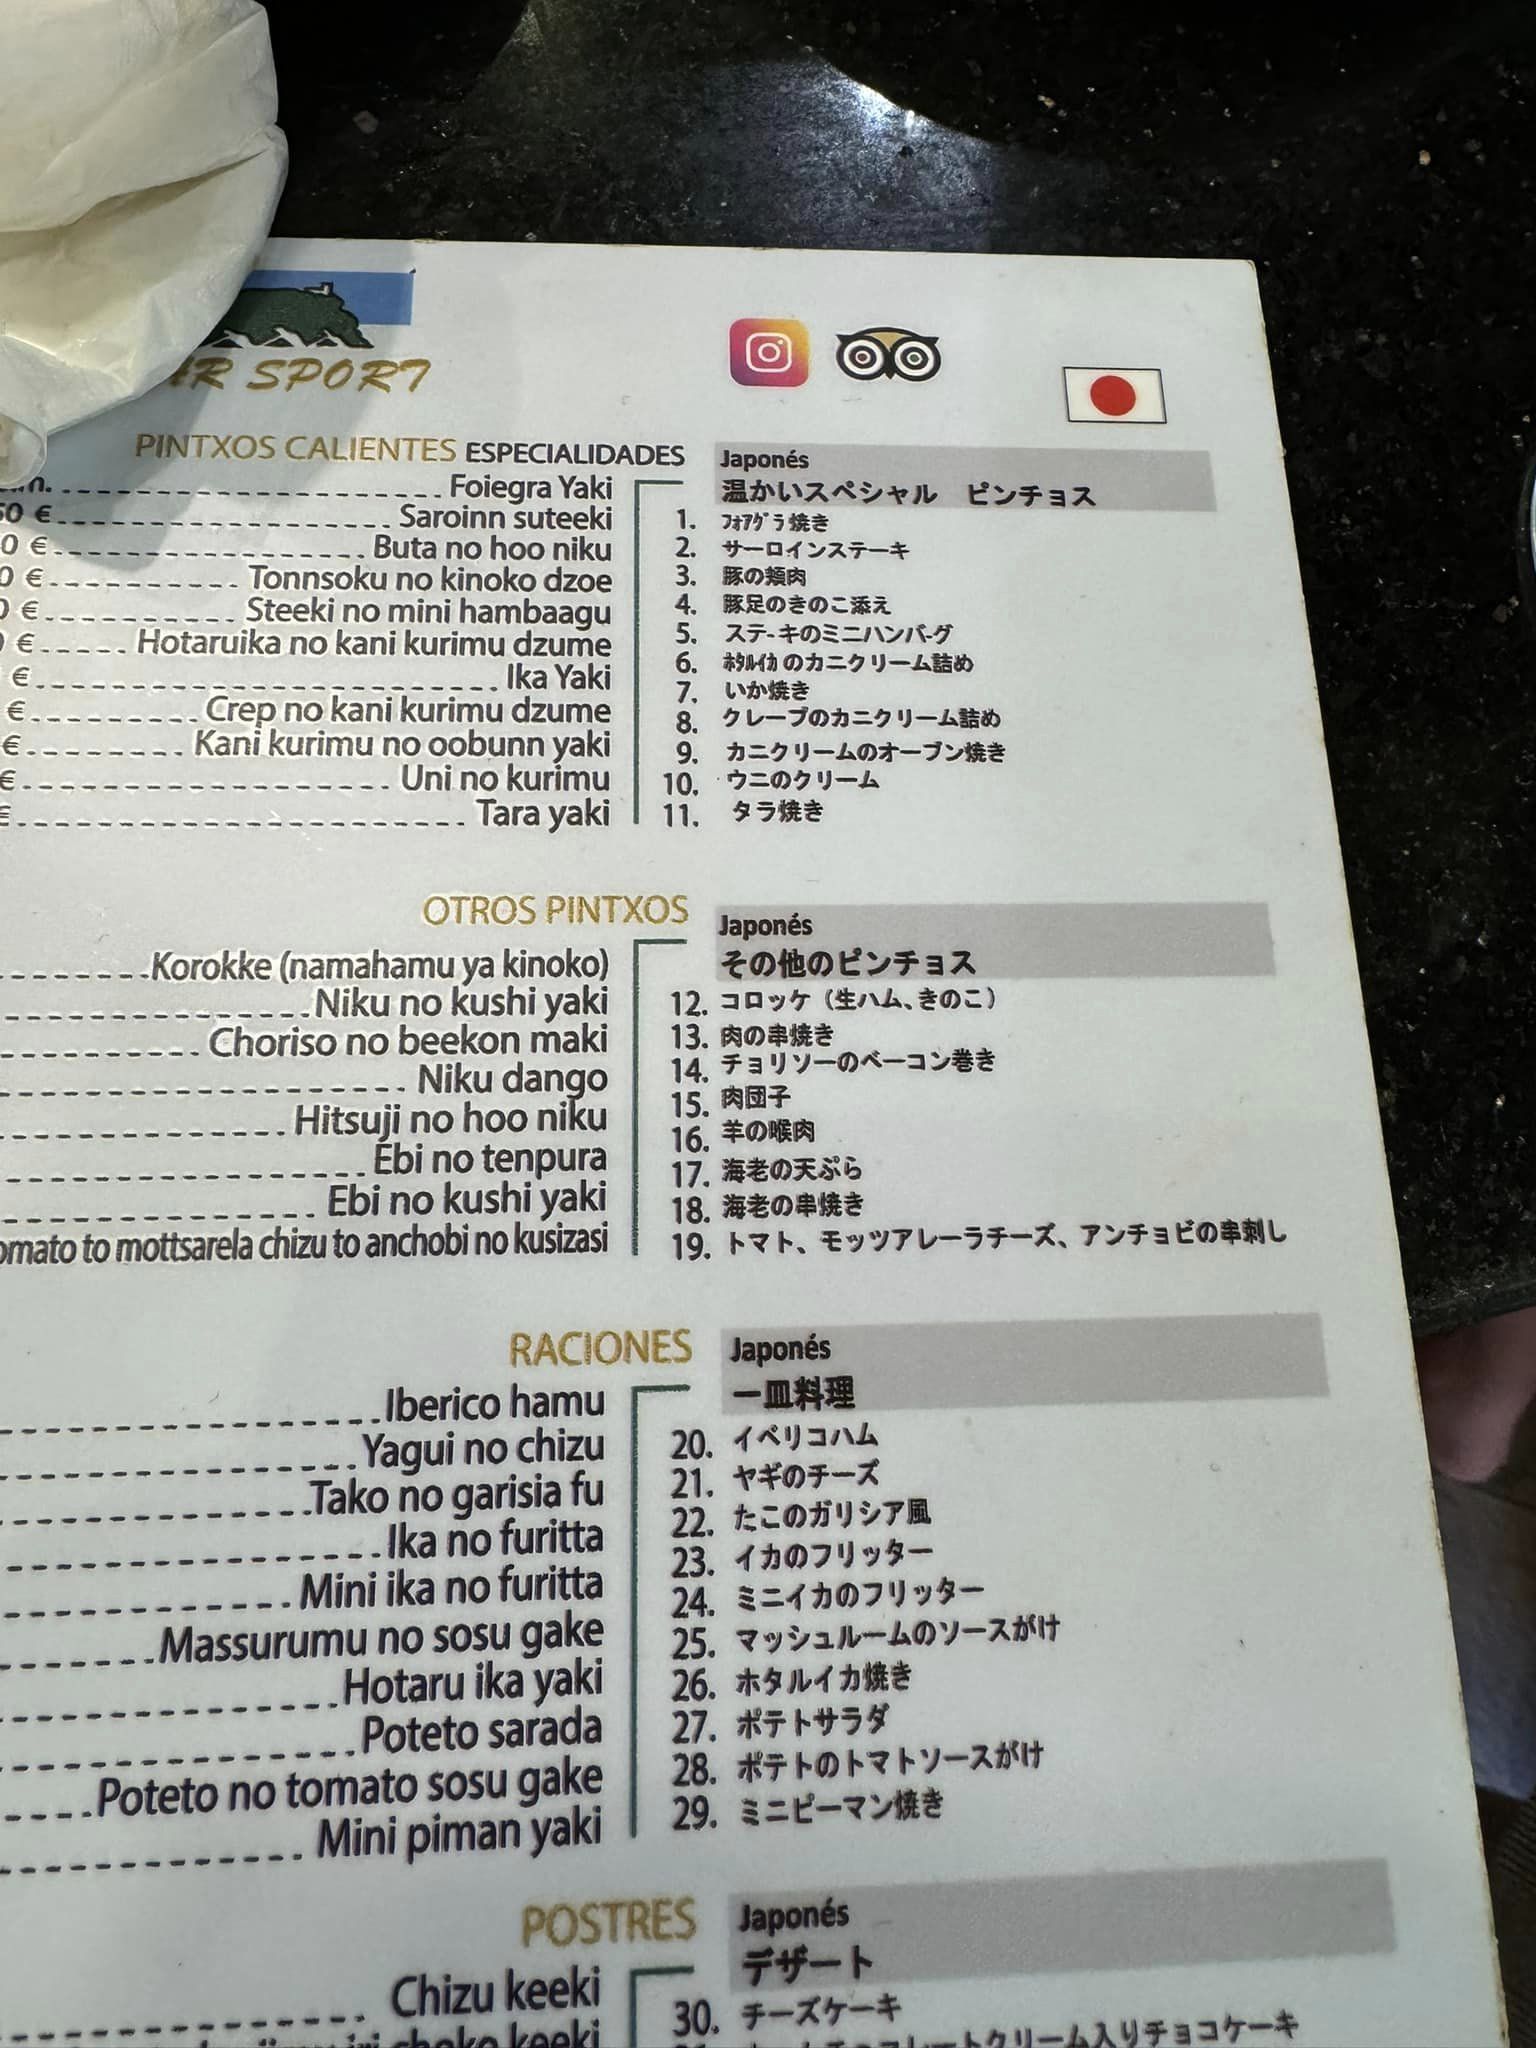 SPORT
PINTXOS CALIENTES ESPECIALIDADES
Foiegra Yaki
€ Saroinn suteeki
€ Buta no hoo niku
€ Tonnsoku no kinoko dzoe
€ Steeki no mini hambaagu
Hotaruika no kani kurimu dzume
€ Ika Yaki
€ Crep no kani kurimu dzume
€ Kani kurimu no oobunn yaki
€ Uni no kurimu
€ Tara yaki
Japonés
温かいスペシャル ピンチョス
1. ﾌｫｱｸﾞﾗ焼き
2. サーロインステーキ
3. 豚の頬肉
4. 豚足のきのこ添え
5. ステーキのミニハンバーグ
6. ﾎﾀﾙｲｶのカニクリーム詰め
7. いか焼き
8. クレープのカニクリーム詰め
9. カニクリームのオーブン焼き
10. ウニのクリーム
11. タラ焼き
OTROS PINTXOS
Korokke (namahamu ya kinoko)
Niku no kushi yaki
Choriso no beekon maki
Niku dango
Hitsuji no hoo niku
Ebi no tenpura
Ebi no kushi yaki
to mottsarela chizu to anchobi no kusizasi
Japonés
その他のピンチョス
12. コロッケ（生ハム、きのこ）
13. 肉の串焼き
14. チョリソーのベーコン巻き
15. 肉団子
16. 羊の喉肉
17. 海老の天ぷら
18. 海老の串焼き
19. トマト、モッツアレーラチーズ、アンチョビの串刺し
RACIONES
Iberico hamu
Yagui no chizu
Tako no garisia fu
Ika no furitta
Mini ika no furitta
Massurumu no sosu gake
Hotaru ika yaki
Poteto sarada
Poteto no tomato sosu gake
Mini piman yaki
Japonés
一皿料理
20. イベリコハム
21. ヤギのチーズ
22. たこのガリシア風
23. イカのフリッター
24. ミニイカのフリッター
25. マッシュルームのソースがけ
26. ホタルイカ焼き
27. ポテトサラダ
28. ポテトのトマトソースがけ
29. ミニピーマン焼き
POSTRES
Chizu keeki
choko keeki
Japonés
デザート
30. チーズケーキ
クリーム入りチョコケーキ